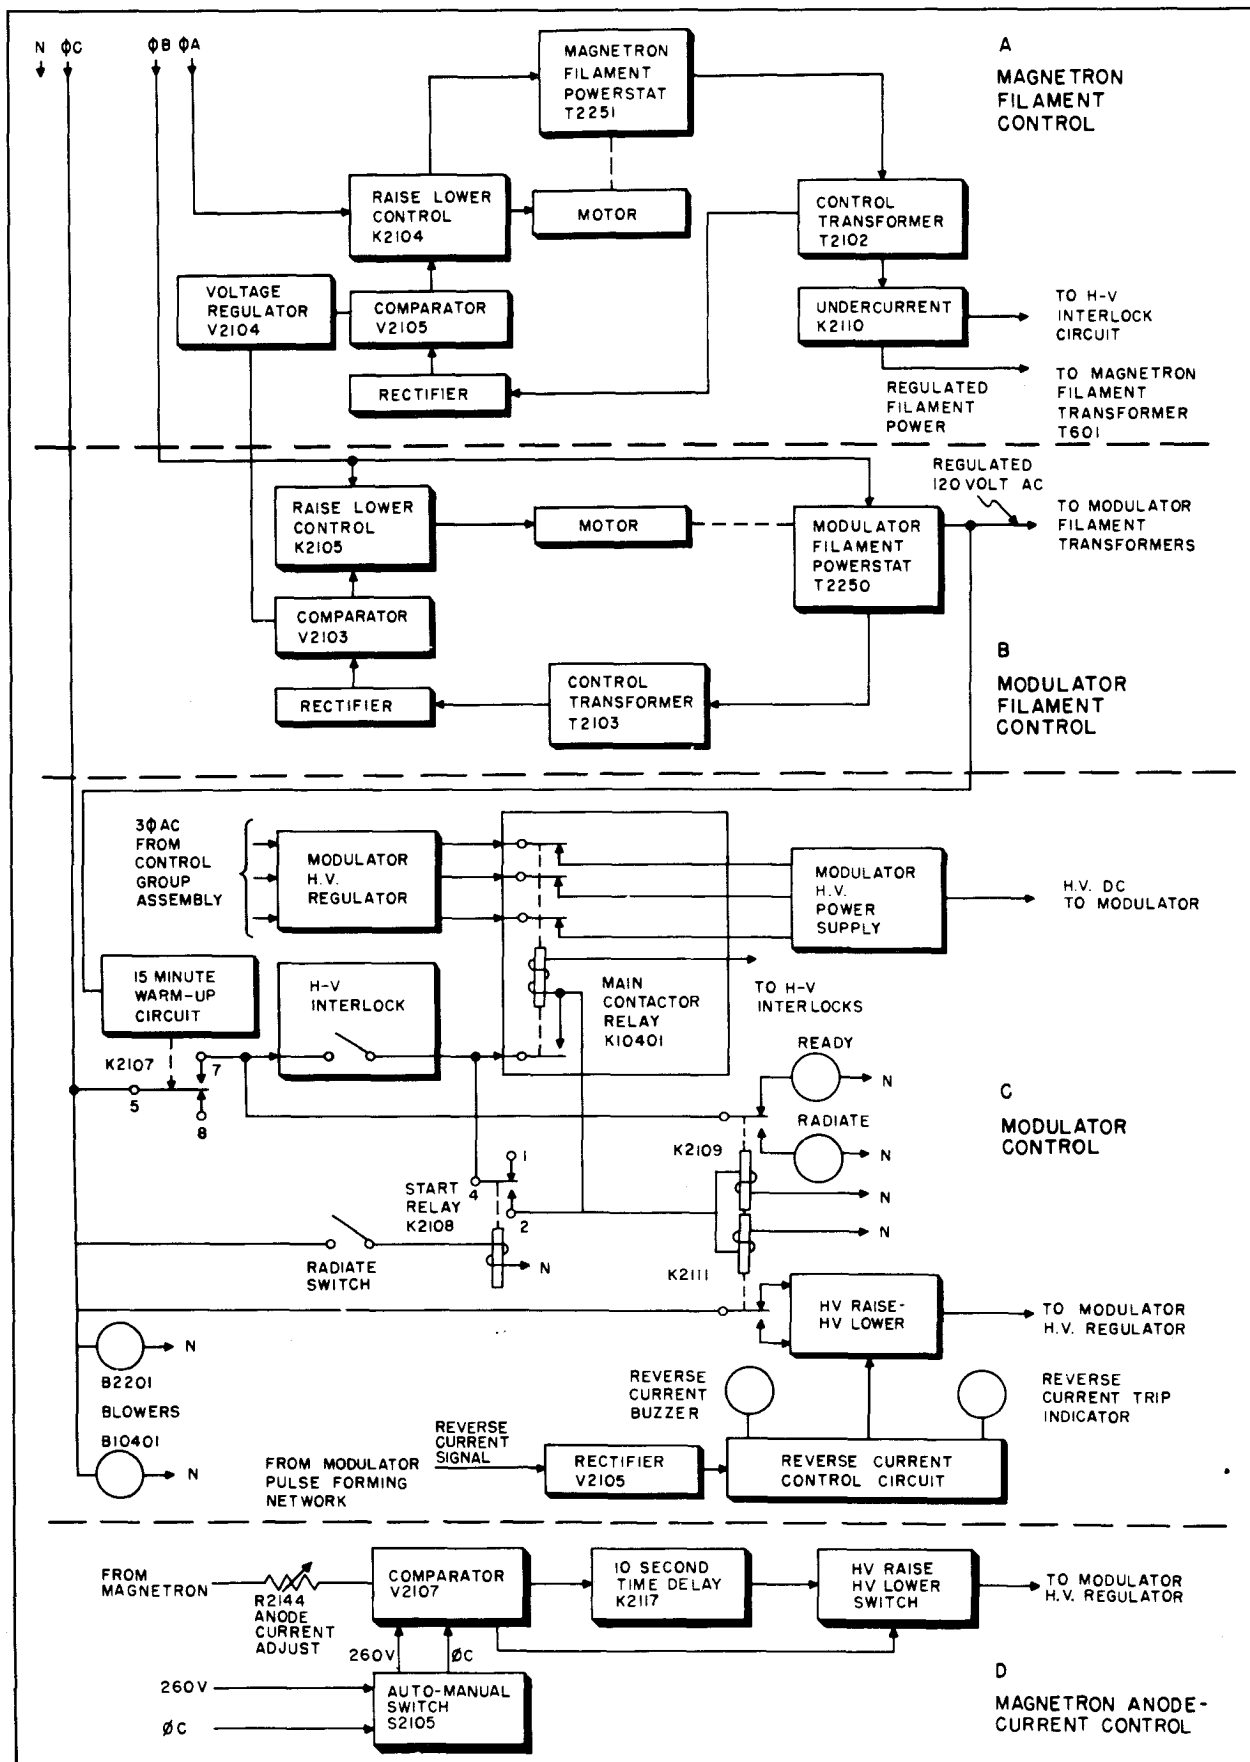 N ΦC ΦB ΦA
MAGNETRON
FILAMENT
POWERSTAT
T2251
A
MAGNETRON
FILAMENT
CONTROL
RAISE LOWER
CONTROL
K2104
MOTOR
CONTROL
TRANSFORMER
T2102
VOLTAGE
REGULATOR
V2104
COMPARATOR
V2105
UNDERCURRENT
K2110
TO H-V
INTERLOCK
CIRCUIT
RECTIFIER
REGULATED
FILAMENT
POWER
TO MAGNETRON
FILAMENT
TRANSFORMER
T601
RAISE LOWER
CONTROL
K2105
MOTOR
MODULATOR
FILAMENT
POWERSTAT
T2250
REGULATED
120 VOLT AC
TO MODULATOR
FILAMENT
TRANSFORMERS
COMPARATOR
V2103
RECTIFIER
CONTROL
TRANSFORMER
T2103
B
MODULATOR
FILAMENT
CONTROL
3Φ AC
FROM
CONTROL
GROUP
ASSEMBLY
MODULATOR
H.V.
REGULATOR
MODULATOR
H.V.
POWER
SUPPLY
H.V. DC
TO MODULATOR
15 MINUTE
WARM-UP
CIRCUIT
H-V
INTERLOCK
MAIN
CONTACTOR
RELAY
K10401
TO H-V
INTERLOCKS
K2107
7
5
8
READY
N
RADIATE
N
C
MODULATOR
CONTROL
K2109
N
N
1
4
2
START
RELAY
K2108
N
RADIATE
SWITCH
K2111
HV RAISE-
HV LOWER
TO MODULATOR
H.V. REGULATOR
N
B2201
BLOWERS
B10401
N
REVERSE
CURRENT
BUZZER
REVERSE
CURRENT TRIP
INDICATOR
REVERSE
CURRENT
SIGNAL
FROM MODULATOR
PULSE FORMING
NETWORK
RECTIFIER
V2105
REVERSE CURRENT
CONTROL CIRCUIT
FROM
MAGNETRON
R2144
ANODE
CURRENT
ADJUST
COMPARATOR
V2107
10 SECOND
TIME DELAY
K2117
HV RAISE
HV LOWER
SWITCH
TO MODULATOR
H.V. REGULATOR
260V ØC
260V
ØC
AUTO-MANUAL
SWITCH
S2105
D
MAGNETRON ANODE-
CURRENT CONTROL